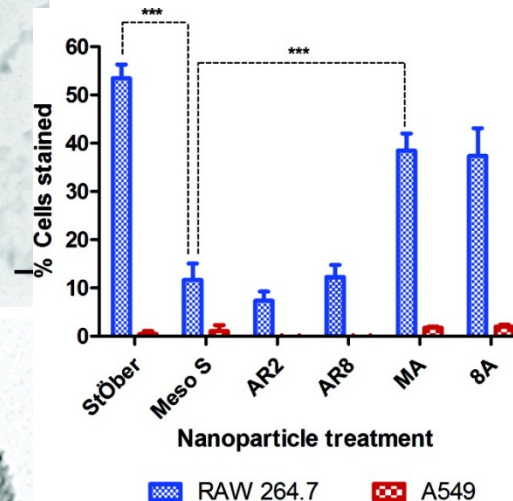 ***
***
60
50
40
30
20
10
0
% Cells stained
StÖber
Meso S
AR2
AR8
MA
8A
Nanoparticle treatment
RAW 264.7
A549